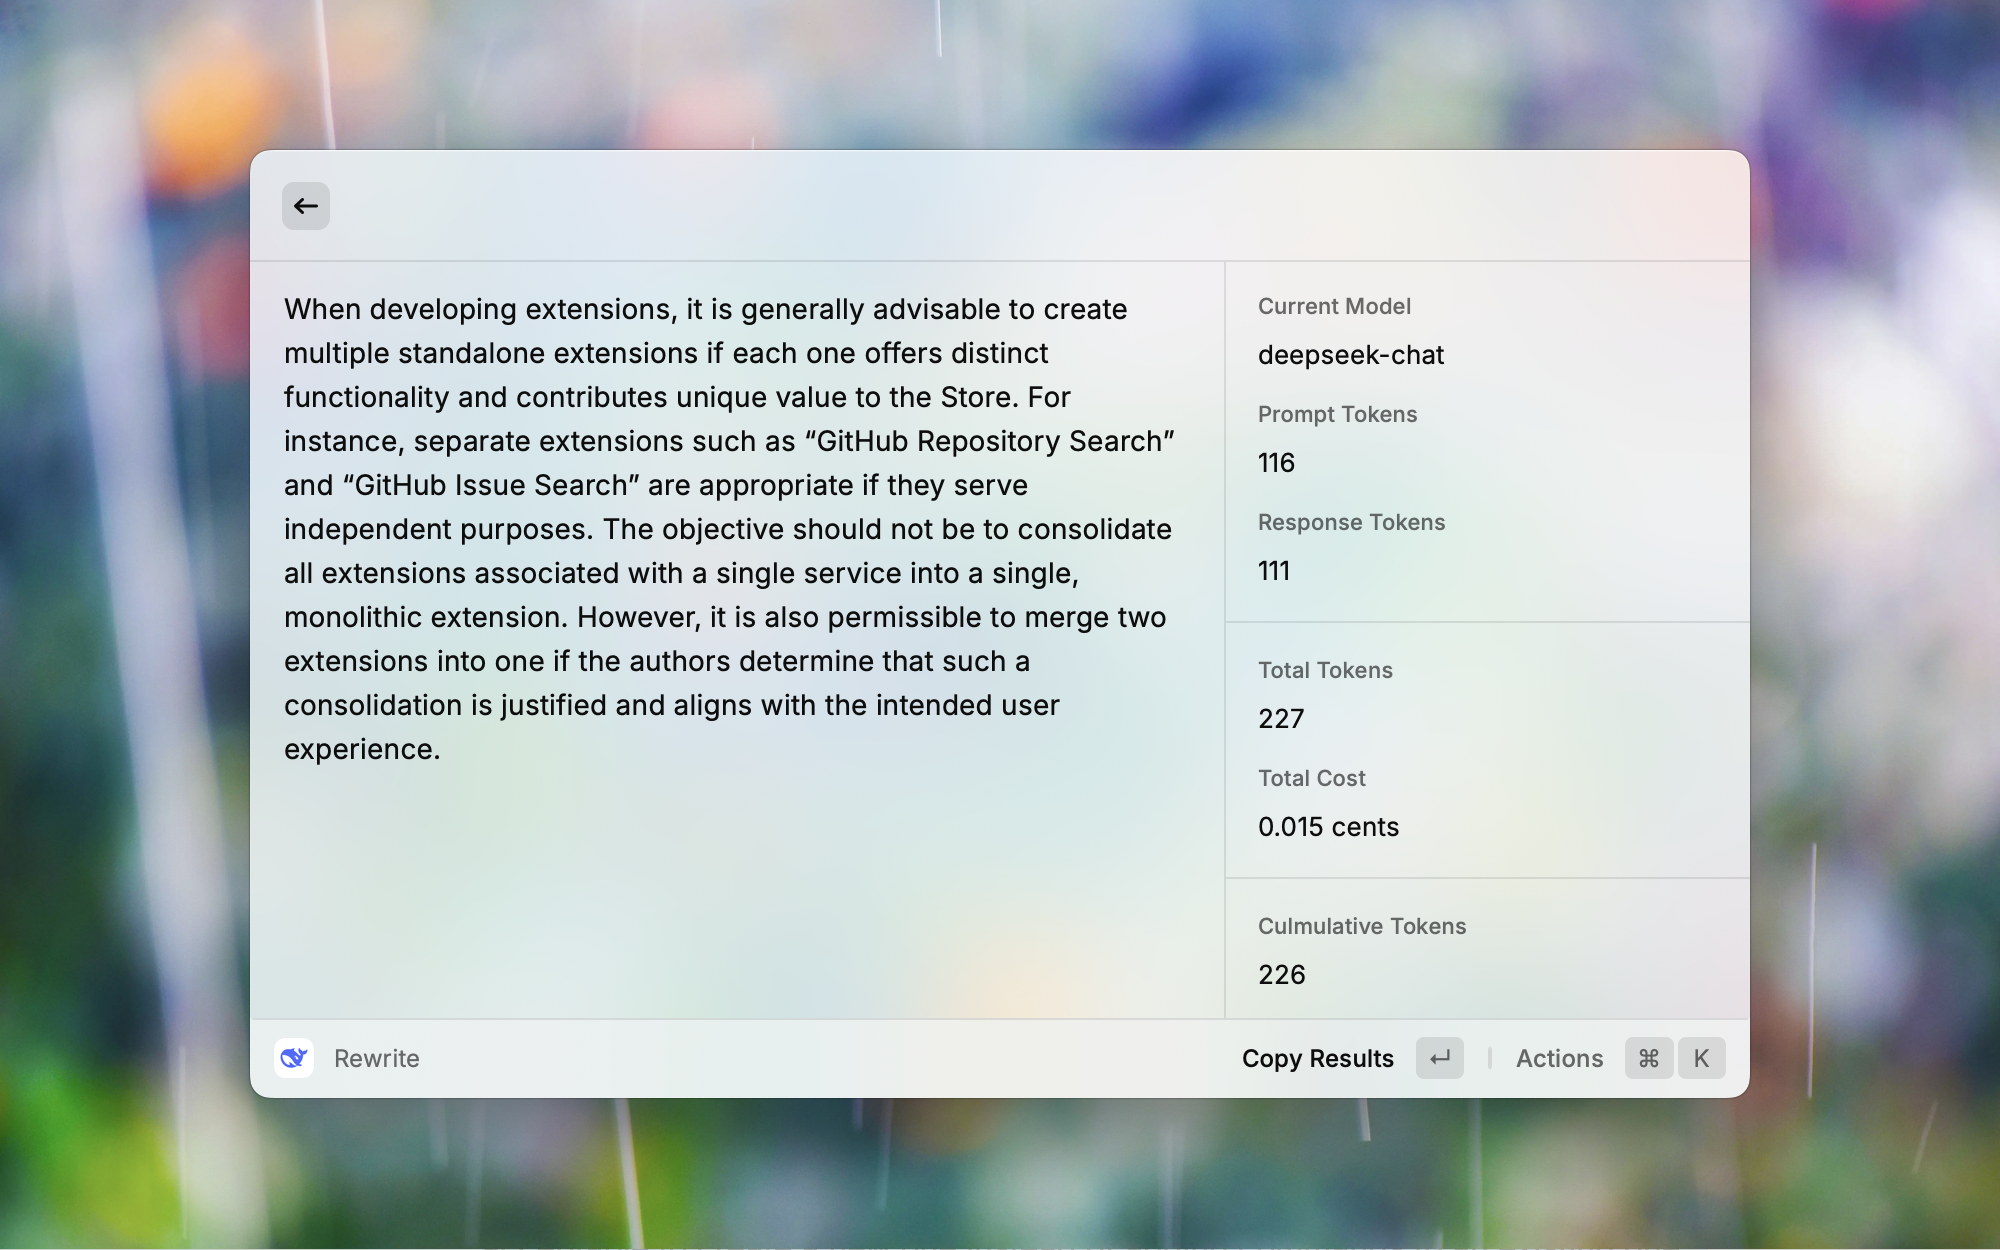 When developing extensions, it is generally advisable to create
multiple standalone extensions if each one offers distinct
functionality and contributes unique value to the Store. For
instance, separate extensions such as “GitHub Repository Search”
and “GitHub Issue Search” are appropriate if they serve
independent purposes. The objective should not be to consolidate
all extensions associated with a single service into a single,
monolithic extension. However, it is also permissible to merge two
extensions into one if the authors determine that such a
consolidation is justified and aligns with the intended user
experience.
Current Model
deepseek-chat
Prompt Tokens
116
Response Tokens
111
Total Tokens
227
Total Cost
0.015 cents
Culmulative Tokens
226
Rewrite
Copy Results ↵ | Actions ⌘ K